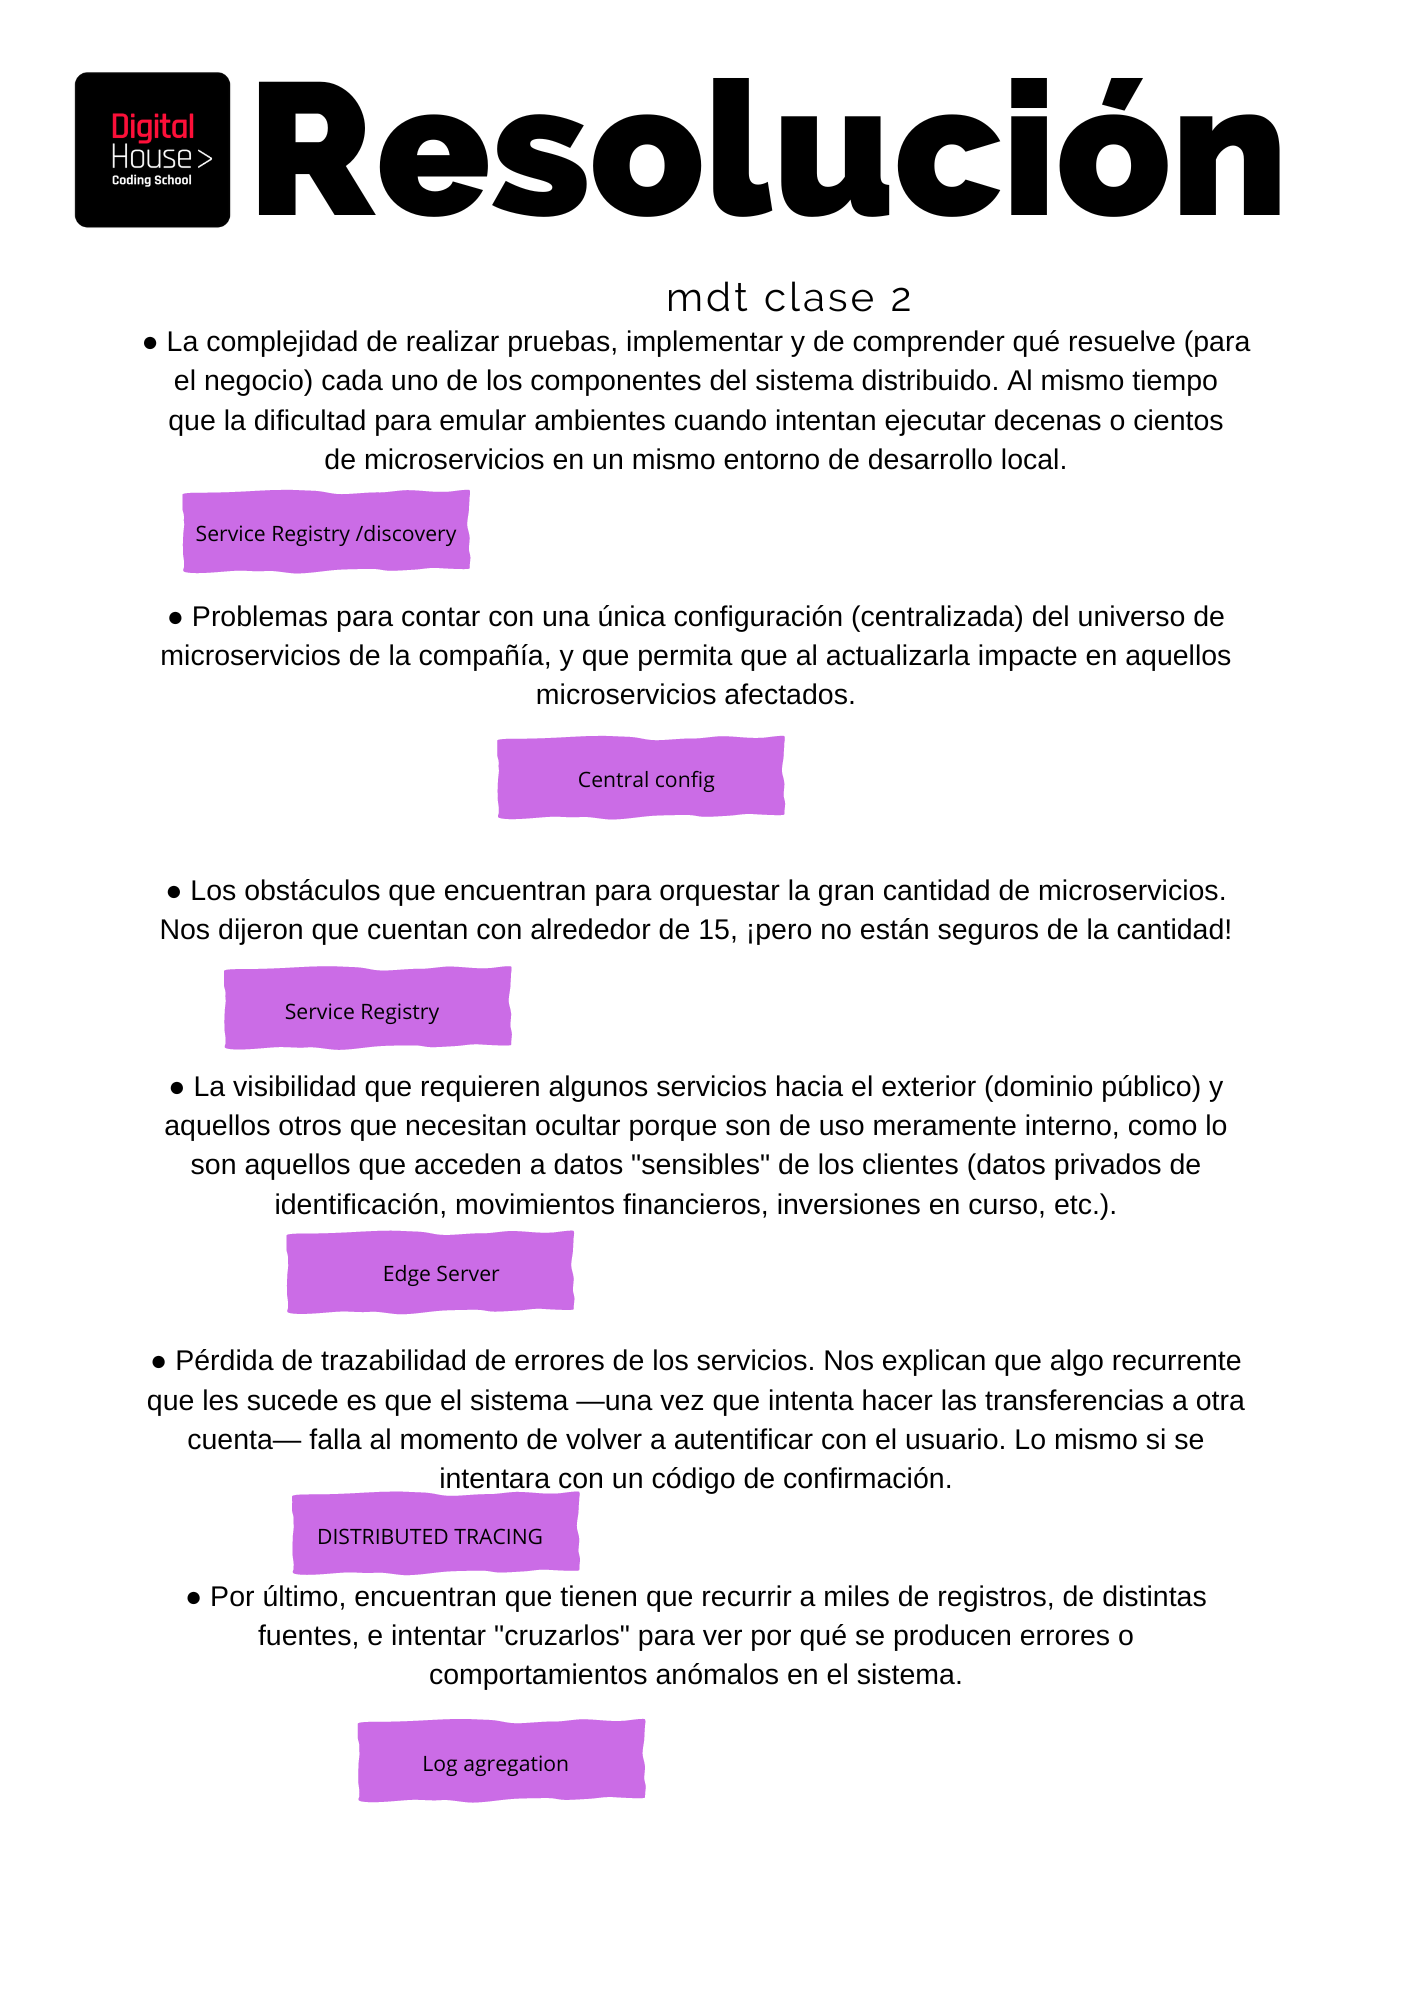 Digital
House >
Coding School
Resolución
mdt clase 2
● La complejidad de realizar pruebas, implementar y de comprender qué resuelve (para
el negocio) cada uno de los componentes del sistema distribuido. Al mismo tiempo
que la dificultad para emular ambientes cuando intentan ejecutar decenas o cientos
de microservicios en un mismo entorno de desarrollo local.
Service Registry /discovery
● Problemas para contar con una única configuración (centralizada) del universo de
microservicios de la compañía, y que permita que al actualizarla impacte en aquellos
microservicios afectados.
Central config
● Los obstáculos que encuentran para orquestar la gran cantidad de microservicios.
Nos dijeron que cuentan con alrededor de 15, ¡pero no están seguros de la cantidad!
Service Registry
● La visibilidad que requieren algunos servicios hacia el exterior (dominio público) y
aquellos otros que necesitan ocultar porque son de uso meramente interno, como lo
son aquellos que acceden a datos "sensibles" de los clientes (datos privados de
identificación, movimientos financieros, inversiones en curso, etc.).
Edge Server
● Pérdida de trazabilidad de errores de los servicios. Nos explican que algo recurrente
que les sucede es que el sistema —una vez que intenta hacer las transferencias a otra
cuenta— falla al momento de volver a autentificar con el usuario. Lo mismo si se
intentara con un código de confirmación.
DISTRIBUTED TRACING
● Por último, encuentran que tienen que recurrir a miles de registros, de distintas
fuentes, e intentar "cruzarlos" para ver por qué se producen errores o
comportamientos anómalos en el sistema.
Log agregation